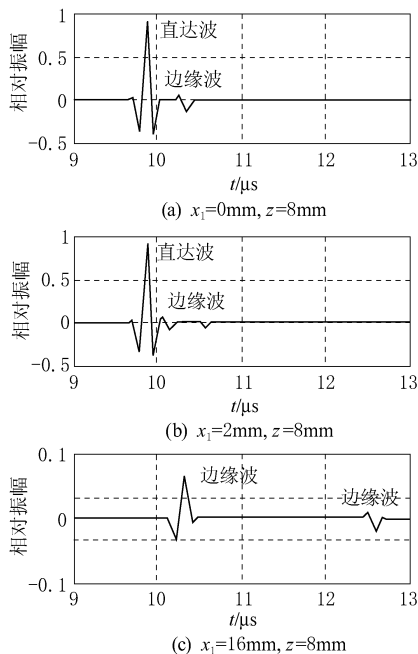 相对振幅
1
0.5
0
−0.5
直达波
边缘波
9
10
11
12
13
t/μs
(a) x₁=0mm, z=8mm
相对振幅
1
0.5
0
−0.5
直达波
边缘波
9
10
11
12
13
t/μs
(b) x₁=2mm, z=8mm
相对振幅
0.1
0
−0.1
边缘波
边缘波
9
10
11
12
13
t/μs
(c) x₁=16mm, z=8mm